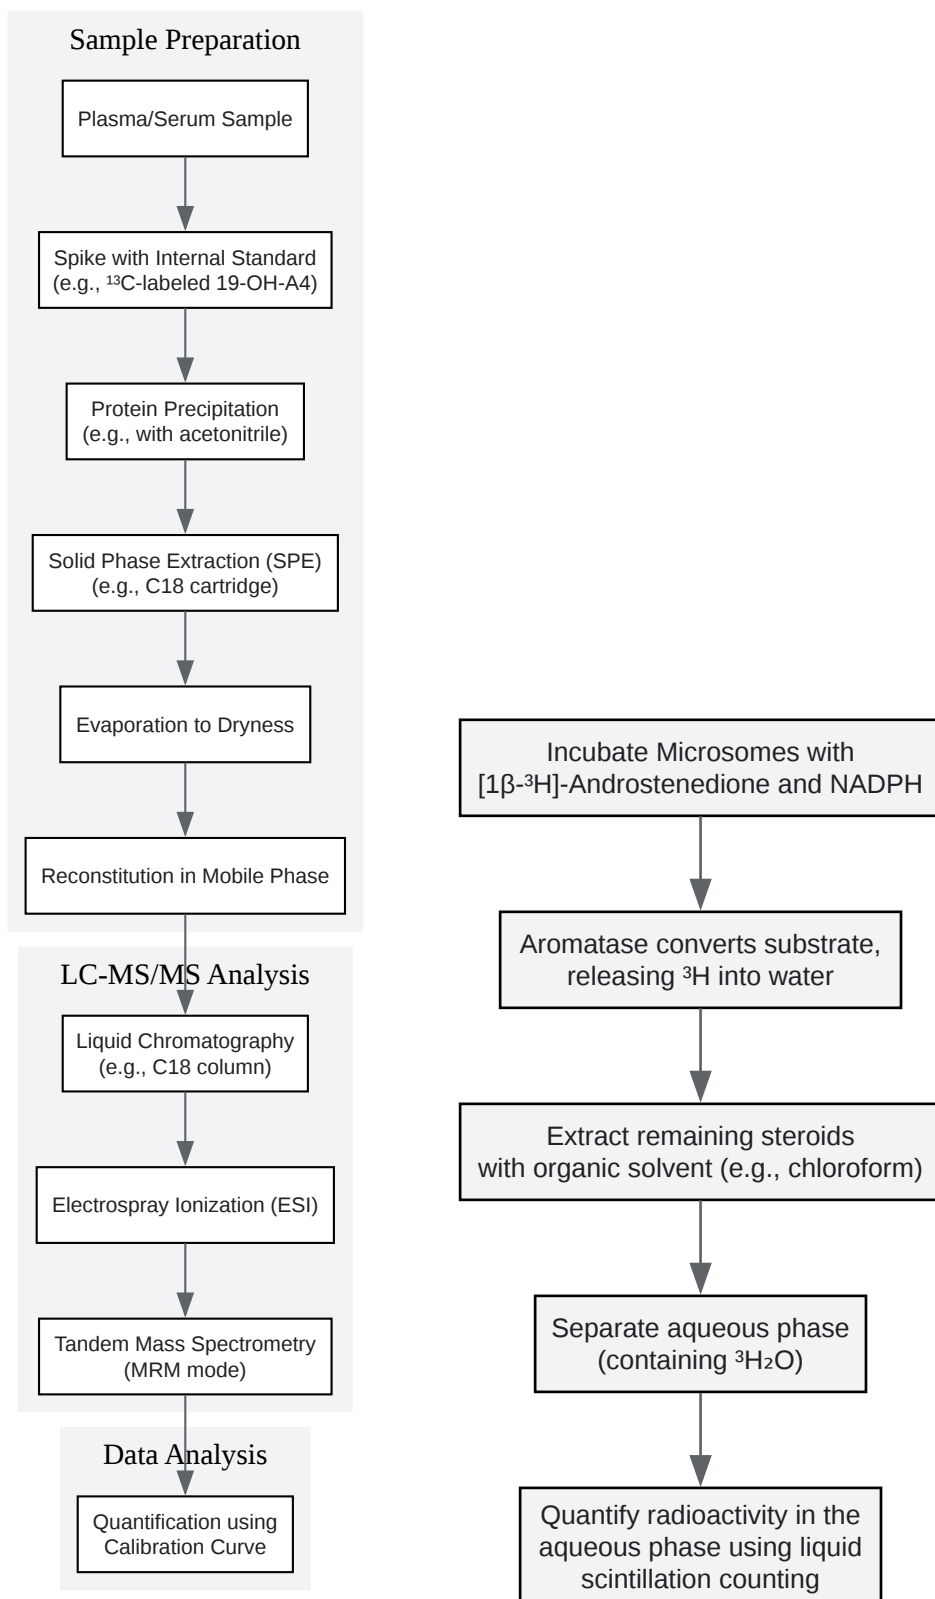 Sample Preparation
Plasma/Serum Sample
Spike with Internal Standard
(e.g., ¹³C-labeled 19-OH-A4)
Protein Precipitation
(e.g., with acetonitrile)
Solid Phase Extraction (SPE)
(e.g., C18 cartridge)
Evaporation to Dryness
Reconstitution in Mobile Phase
LC-MS/MS Analysis
Liquid Chromatography
(e.g., C18 column)
Electrospray Ionization (ESI)
Tandem Mass Spectrometry
(MRM mode)
Data Analysis
Quantification using
Calibration Curve
Incubate Microsomes with
[1β-³H]-Androstenedione and NADPH
Aromatase converts substrate,
releasing ³H into water
Extract remaining steroids
with organic solvent (e.g., chloroform)
Separate aqueous phase
(containing ³H₂O)
Quantify radioactivity in the
aqueous phase using liquid
scintillation counting